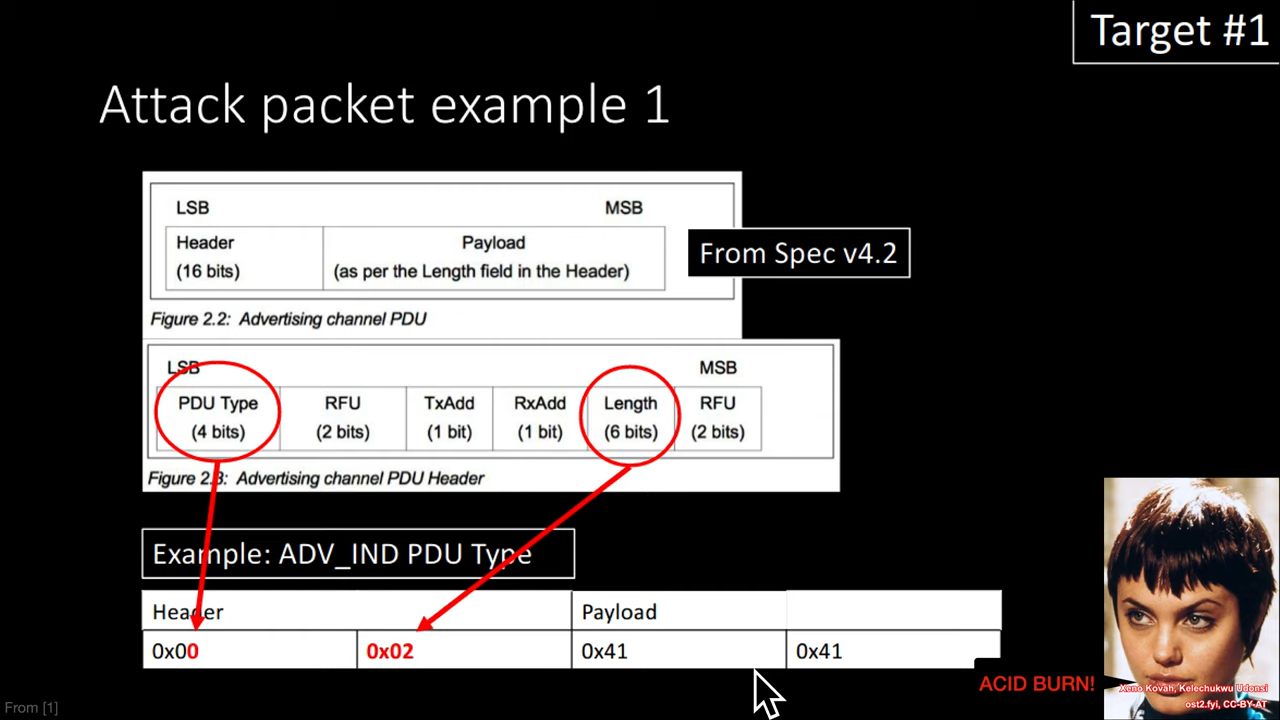 Target #1
Attack packet example 1
LSB MSB
Header Payload
(16 bits) (as per the Length field in the Header)
From Spec v4.2
Figure 2.2: Advertising channel PDU
LSB MSB
PDU Type RFU TxAdd RxAdd Length RFU
(4 bits) (2 bits) (1 bit) (1 bit) (6 bits) (2 bits)
Figure 2.3: Advertising channel PDU Header
Example: ADV_IND PDU Type
Header Payload
0x00 0x02 0x41 0x41
ACID BURN!
Xeno Kovah, Kelechukwu Udonsi
ost2.fyi, CC-BY-AT
From [1]